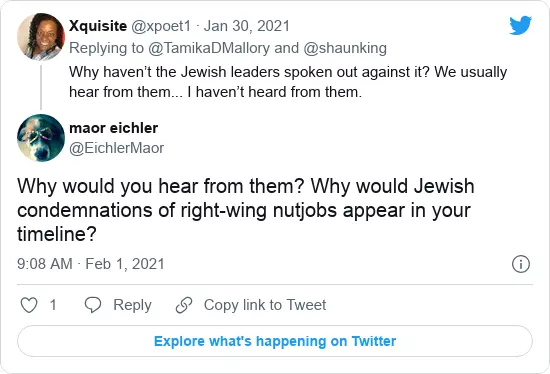 Xquisite @xpoet1 · Jan 30, 2021
Replying to @TamikaDMallory and @shaunking
Why haven’t the Jewish leaders spoken out against it? We usually
hear from them... I haven’t heard from them.
maor eichler
@EichlerMaor
Why would you hear from them? Why would Jewish
condemnations of right-wing nutjobs appear in your
timeline?
9:08 AM · Feb 1, 2021
1 Reply Copy link to Tweet
Explore what's happening on Twitter